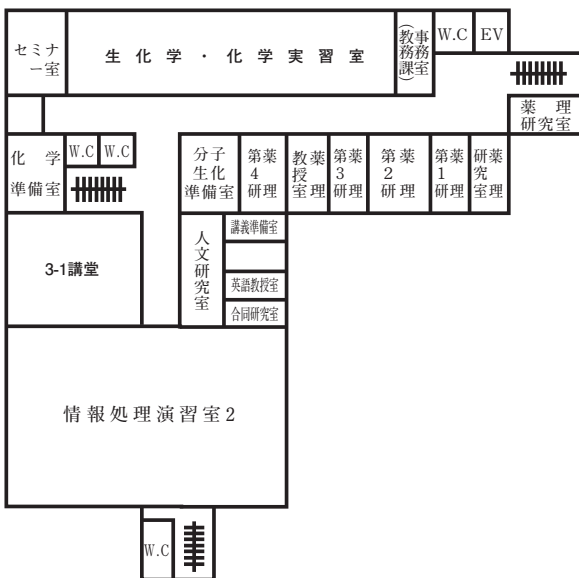 セミナ
ー室
生化学・化学実習室
事務室
(教務課)
W.C
EV
薬理
研究室
化学
準備室
W.C
W.C
分子
生化
準備室
薬理
第4研
薬理
教授室
薬理
第3研
薬理
第2研
薬理
第1研
薬理
研究室
3-1講堂
人文研究室
講義準備室
英語教授室
合同研究室
情報処理演習室2
W.C